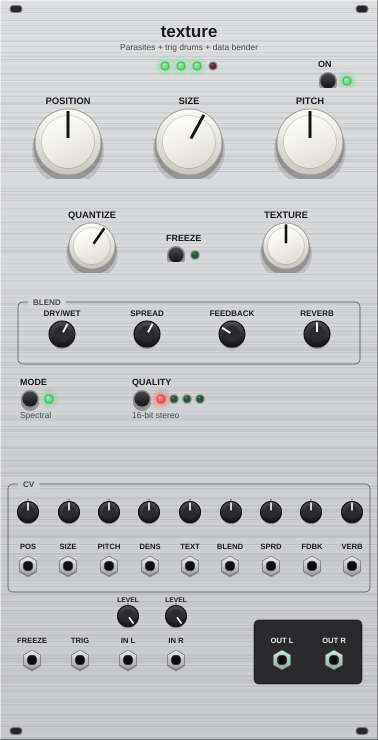 texture
Parasites + trig drums + data bender
ON
POSITION SIZE PITCH
QUANTIZE TEXTURE
FREEZE
BLEND
DRY/WET SPREAD FEEDBACK REVERB
MODE QUALITY
Spectral 16-bit stereo
CV
POS SIZE PITCH DENS TEXT BLEND SPRD FDBK VERB
LEVEL LEVEL
FREEZE TRIG IN L IN R OUT L OUT R